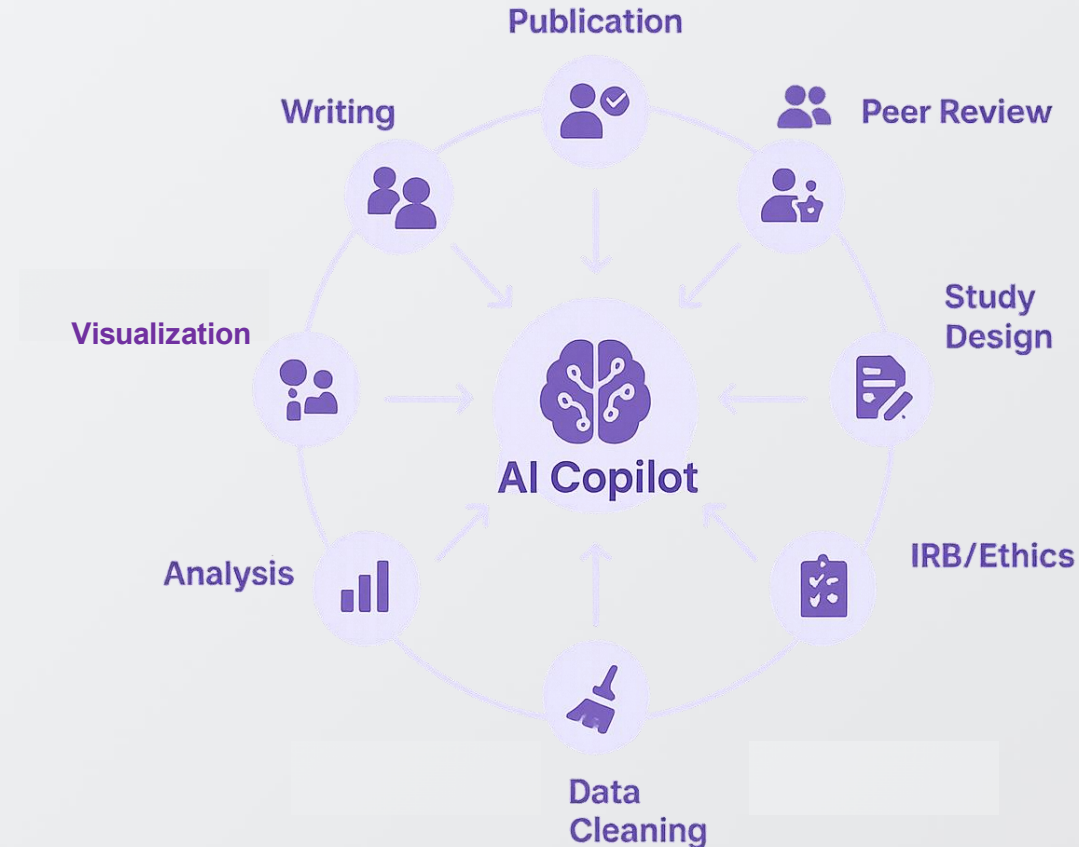 Publication
Writing
Peer Review
Study
Design
Visualization
AI Copilot
IRB/Ethics
Analysis
Data
Cleaning